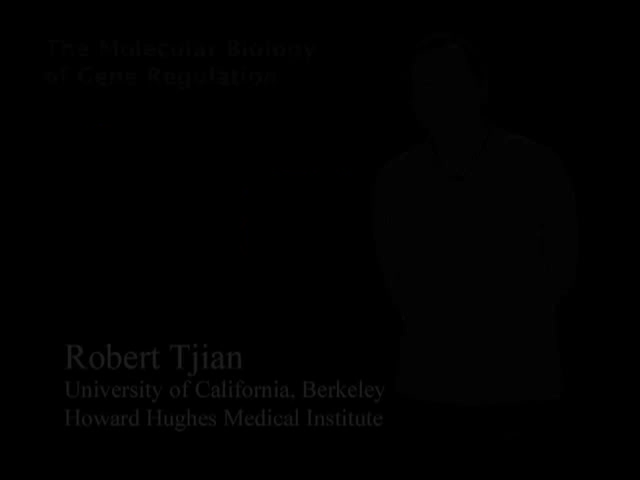 The Molecular Biology
of Gene Regulation
Robert Tjian
University of California, Berkeley
Howard Hughes Medical Institute